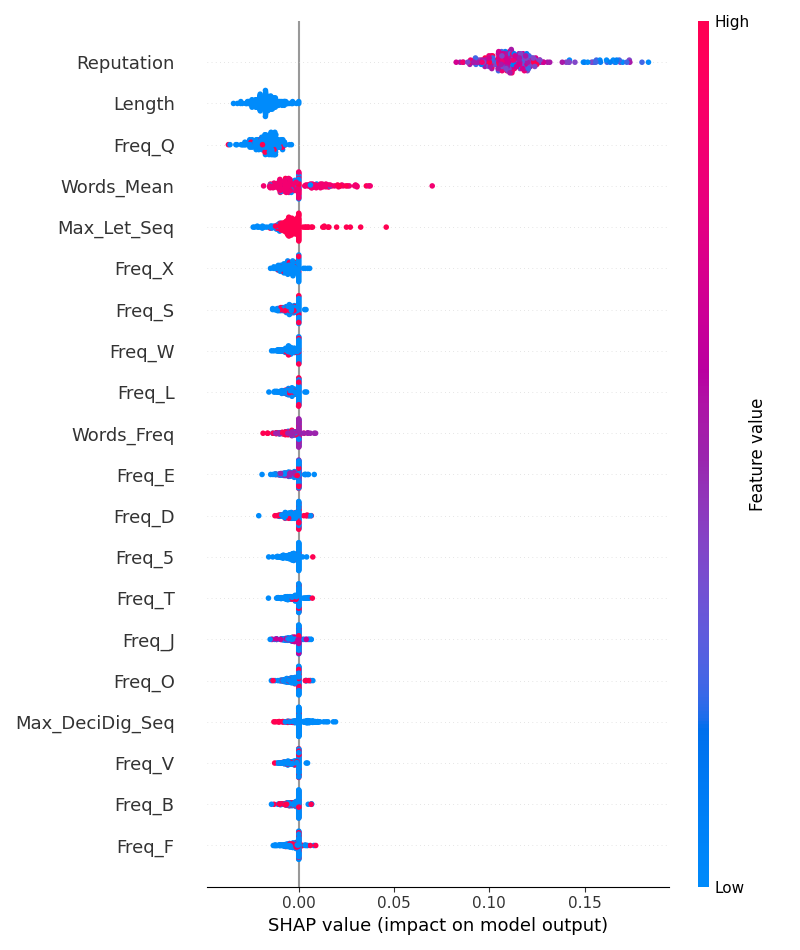 High
Reputation
Length
Freq_Q
Words_Mean
Max_Let_Seq
Freq_X
Freq_S
Freq_W
Freq_L
Words_Freq
Freq_E
Freq_D
Freq_5
Freq_T
Freq_J
Freq_O
Max_DeciDig_Seq
Freq_V
Freq_B
Freq_F
Feature value
Low
0.00 0.05 0.10 0.15
SHAP value (impact on model output)